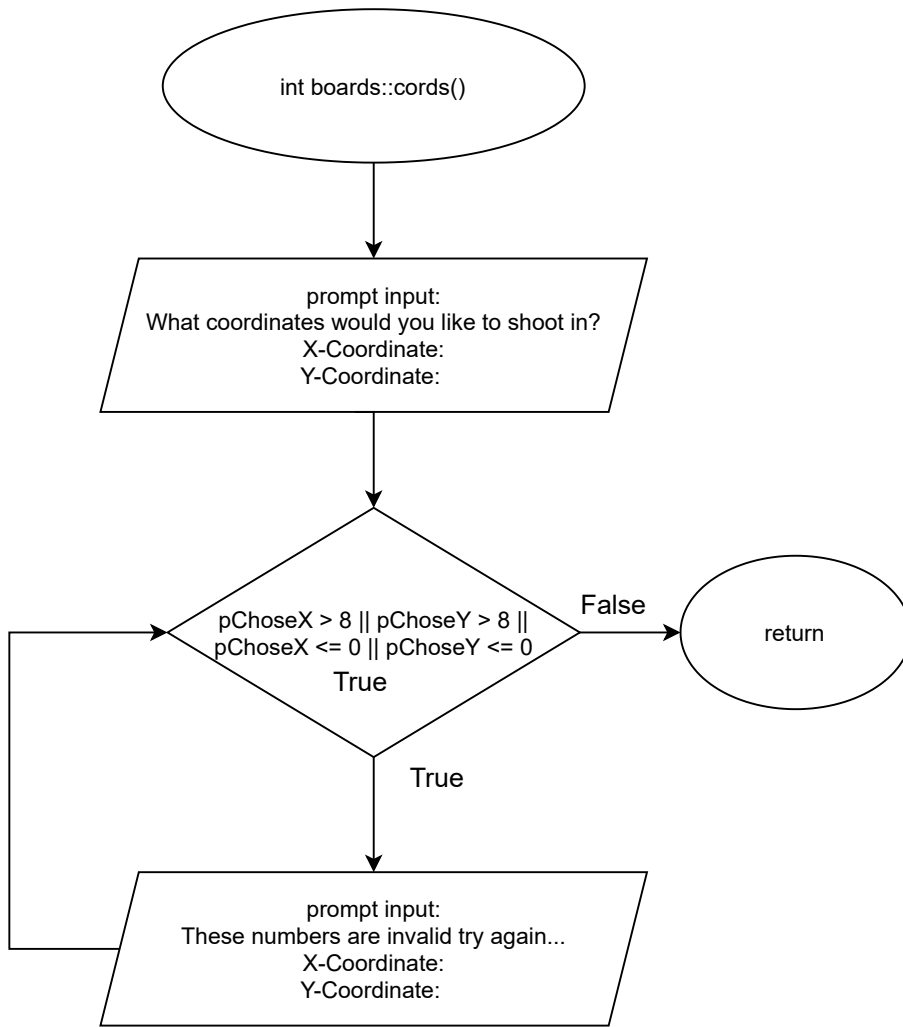 int boards::cords()
prompt input:
What coordinates would you like to shoot in?
X-Coordinate:
Y-Coordinate:
pChoseX > 8 || pChoseY > 8 ||
pChoseX <= 0 || pChoseY <= 0
True
False
return
True
prompt input:
These numbers are invalid try again...
X-Coordinate:
Y-Coordinate: